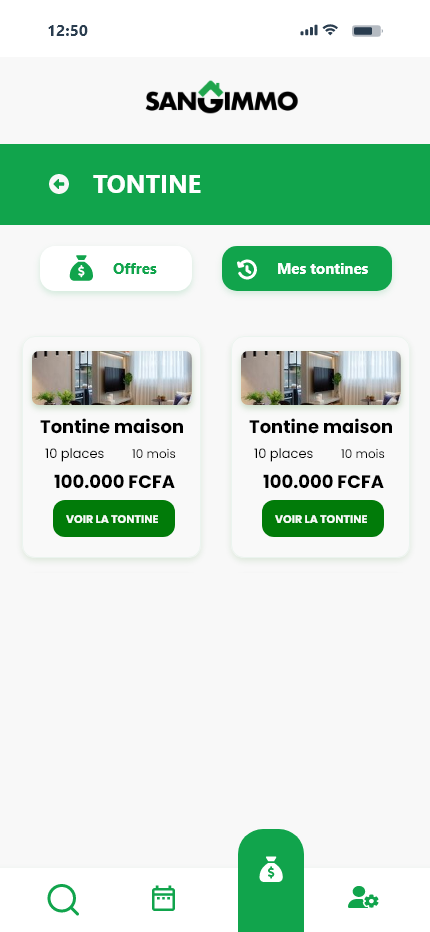 12:50
SANGIMMO
TONTINE
Offres
Mes tontines
Tontine maison
10 places 10 mois
100.000 FCFA
VOIR LA TONTINE
Tontine maison
10 places 10 mois
100.000 FCFA
VOIR LA TONTINE